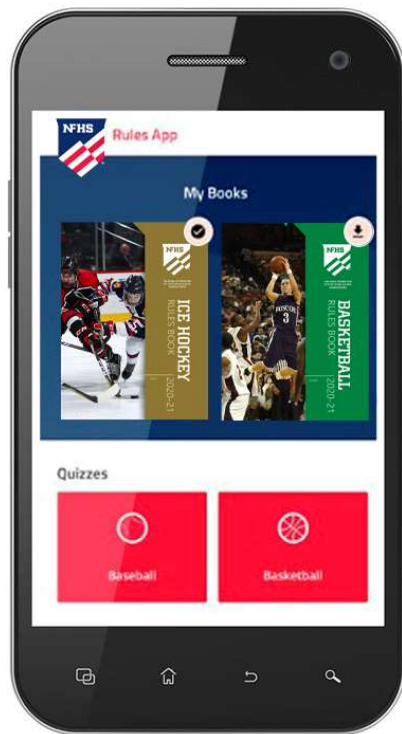 NFHS
Rules App
My Books
NFHS
ICE HOCKEY
RULES BOOK
2020-21
NFHS
BASKETBALL
RULES BOOK
2020-21
3
Quizzes
Baseball
Basketball